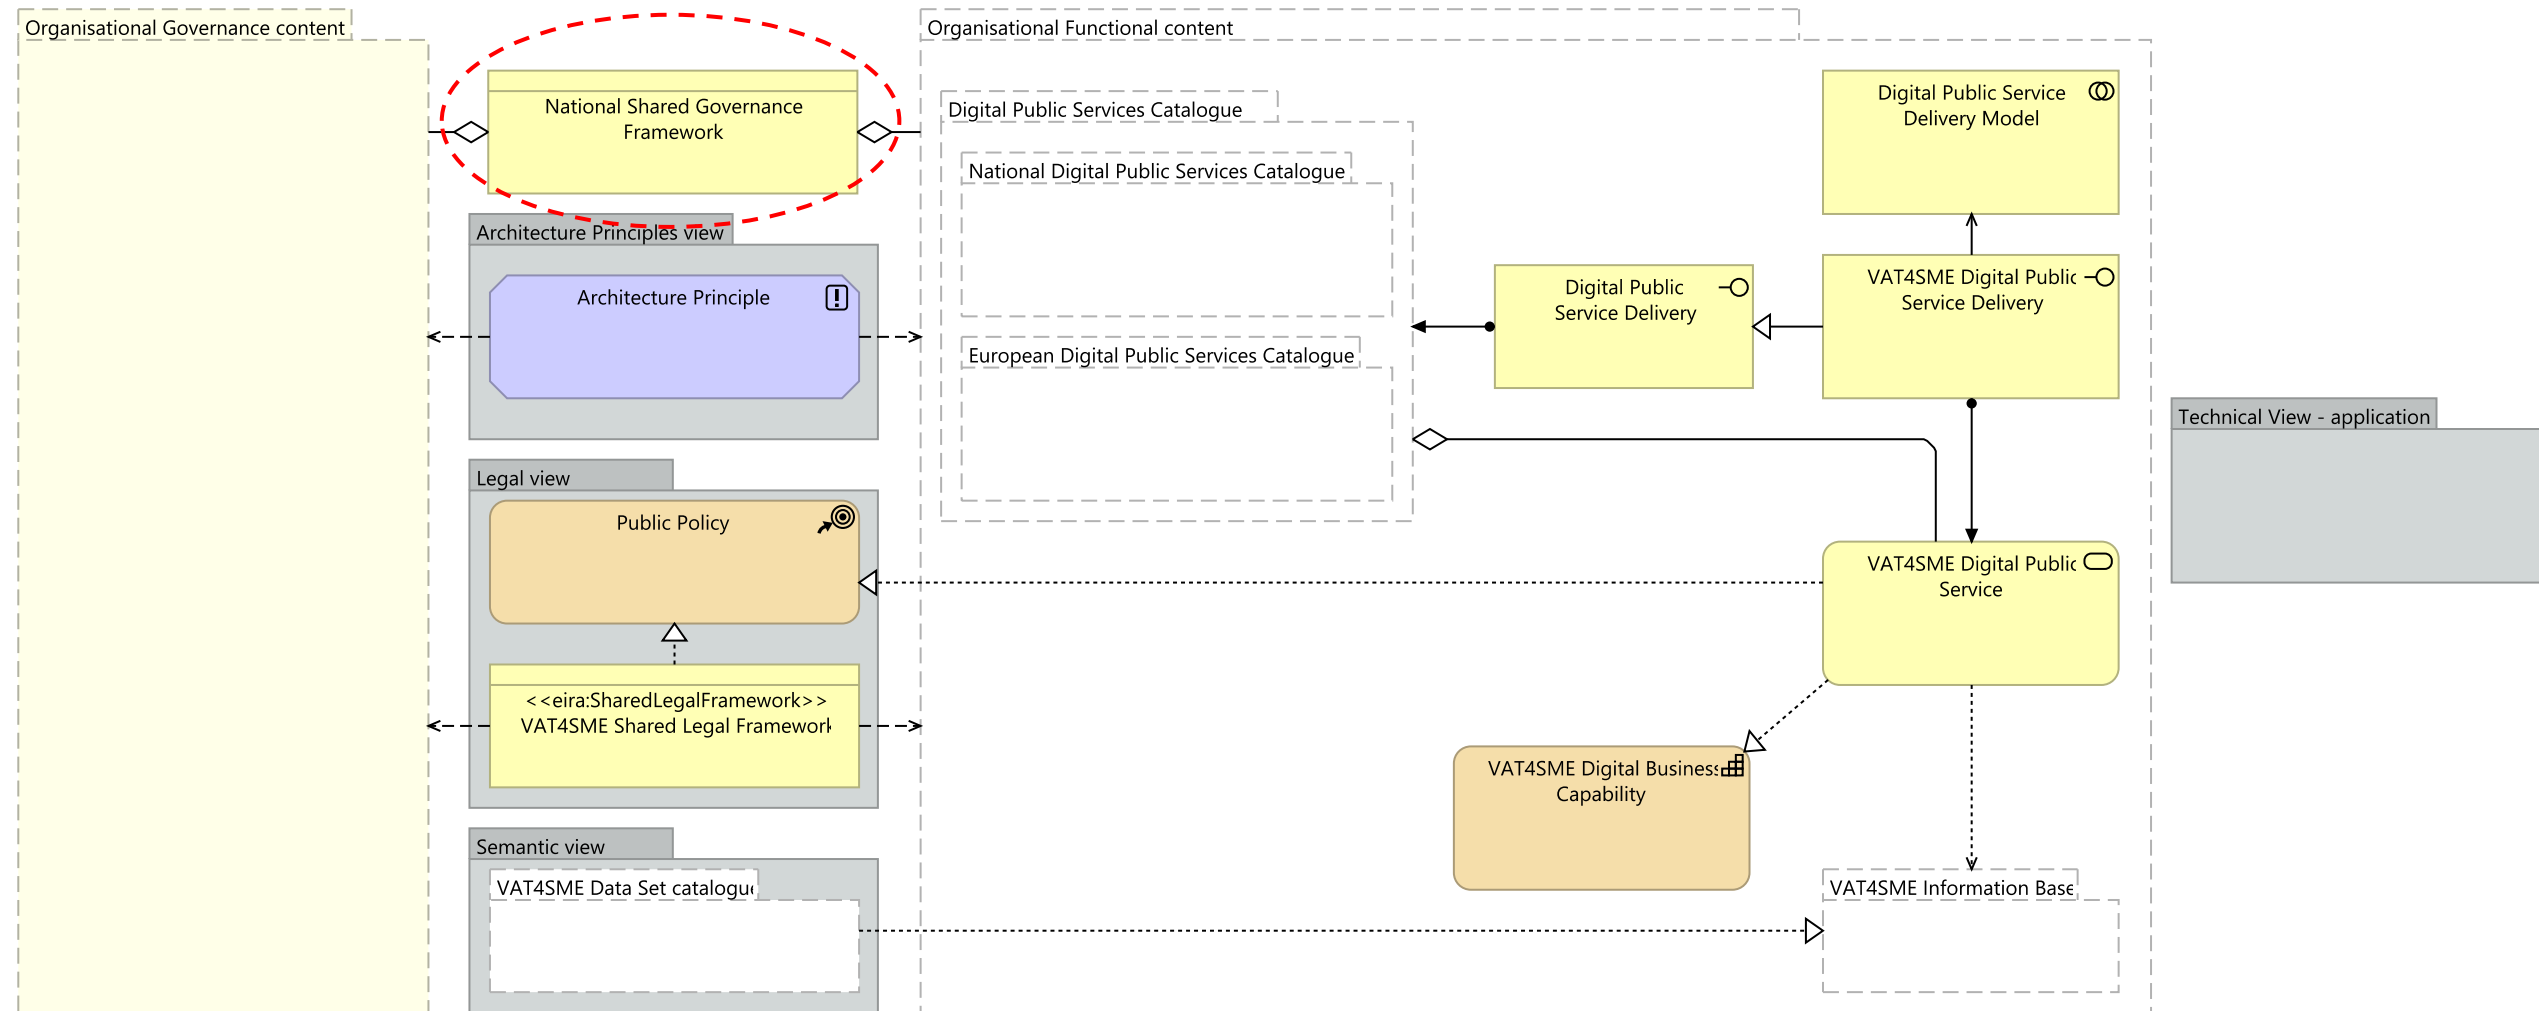 Organisational Governance content
National Shared Governance
Framework
Architecture Principles view
Architecture Principle
Legal view
Public Policy
<<eira:SharedLegalFramework>>
VAT4SME Shared Legal Framework
Semantic view
VAT4SME Data Set catalogue
Organisational Functional content
Digital Public Services Catalogue
National Digital Public Services Catalogue
European Digital Public Services Catalogue
Digital Public
Service Delivery
Digital Public Service
Delivery Model
VAT4SME Digital Public
Service Delivery
VAT4SME Digital Public
Service
VAT4SME Digital Business
Capability
VAT4SME Information Base
Technical View - application